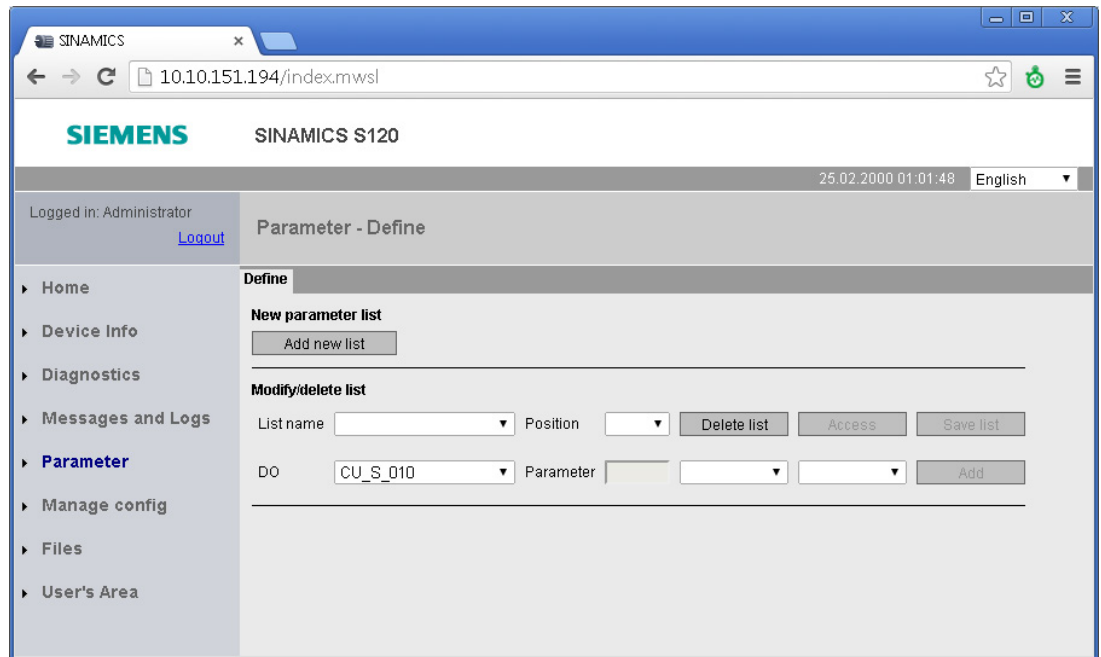 SINAMICS
10.10.151.194/index.mwsl
SIEMENS SINAMICS S120
25.02.2000 01:01:48 English
Logged in: Administrator
Logout
Parameter - Define
Home
Device Info
Diagnostics
Messages and Logs
Parameter
Manage config
Files
User's Area
Define
New parameter list
Add new list
Modify/delete list
List name Position Delete list Access Save list
DO CU_S_010 Parameter Add